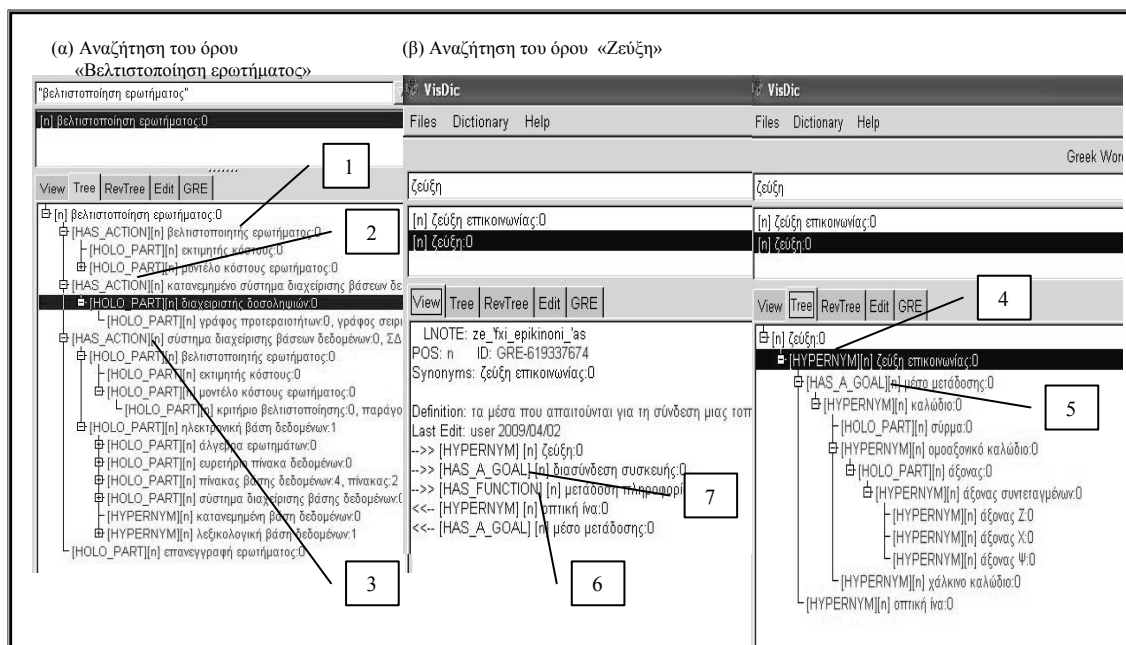 (α) Αναζήτηση του όρου
«Βελτιστοποίηση ερωτήματος»
(β) Αναζήτηση του όρου «Ζεύξη»
"βελτιστοποίηση ερωτήματος"
[n] βελτιστοποίηση ερωτήματος:0
1
View Tree RevTree Edit GRE
[n] βελτιστοποίηση ερωτήματος:0
[HAS_ACTION][n] βελτιστοποιητής ερωτήματος:0
2
[HOLO_PART][n] εκτιμητής κόστους:0
[HOLO_PART][n] μοντέλο κόστους ερωτήματος:0
[HAS_ACTION][n] κατανεμημένο σύστημα διαχείρισης βάσεων δε
[HOLO_PART][n] διαχειριστής δοσοληψιών:0
[HOLO_PART][n] γράφος προτεραιοτήτων:0, γράφος σειρι
[HAS_ACTION][n] σύστημα διαχείρισης βάσεων δεδομένων:0, ΣΔ
[HOLO_PART][n] βελτιστοποιητής ερωτήματος:0
[HOLO_PART][n] εκτιμητής κόστους:0
[HOLO_PART][n] μοντέλο κόστους ερωτήματος:0
[HOLO_PART][n] κριτήριο βελτιστοποίησης:0, παράγο
[HOLO_PART][n] ηλεκτρονική βάση δεδομένων:1
[HOLO_PART][n] άλγεβρα ερωτημάτων:0
[HOLO_PART][n] ευρετήριο πίνακα δεδομένων:0
[HOLO_PART][n] πίνακας βάσης δεδομένων:4, πίνακας:2
[HOLO_PART][n] σύστημα διαχείρισης βάσης δεδομένων:0
[HYPERNYM][n] κατανεμημένη βάση δεδομένων:0
[HYPERNYM][n] λεξικολογική βάση δεδομένων:1
[HOLO_PART][n] επανεγγραφή ερωτήματος:0
3
VisDic
Files Dictionary Help
ζεύξη
[n] ζεύξη επικοινωνίας:0
[n] ζεύξη:0
View Tree RevTree Edit GRE
LNOTE: ze_'fxi_epikinoni_'as
POS: n ID: GRE-619337674
Synonyms: ζεύξη επικοινωνίας:0
Definition: τα μέσα που απαιτούνται για τη σύνδεση μιας τοπ
Last Edit: user 2009/04/02
-->> [HYPERNYM] [n] ζεύξη:0
-->> [HAS_A_GOAL] [n] διασύνδεση συσκευής:0
-->> [HAS_FUNCTION] [n] μετάδοση πληροφορί
<<-- [HYPERNYM] [n] οπτική ίνα:0
<<-- [HAS_A_GOAL] [n] μέσο μετάδοσης:0
7
6
VisDic
Files Dictionary Help
Greek Word
ζεύξη
[n] ζεύξη επικοινωνίας:0
[n] ζεύξη:0
4
View Tree RevTree Edit GRE
[n] ζεύξη:0
[HYPERNYM][n] ζεύξη επικοινωνίας:0
[HAS_A_GOAL][n] μέσο μετάδοσης:0
5
[HYPERNYM][n] καλώδιο:0
[HOLO_PART][n] σύρμα:0
[HYPERNYM][n] ομοαξονικό καλώδιο:0
[HOLO_PART][n] άξονας:0
[HYPERNYM][n] άξονας συντεταγμένων:0
[HYPERNYM][n] άξονας Ζ:0
[HYPERNYM][n] άξονας Χ:0
[HYPERNYM][n] άξονας Ψ:0
[HYPERNYM][n] χάλκινο καλώδιο:0
[HYPERNYM][n] οπτική ίνα:0